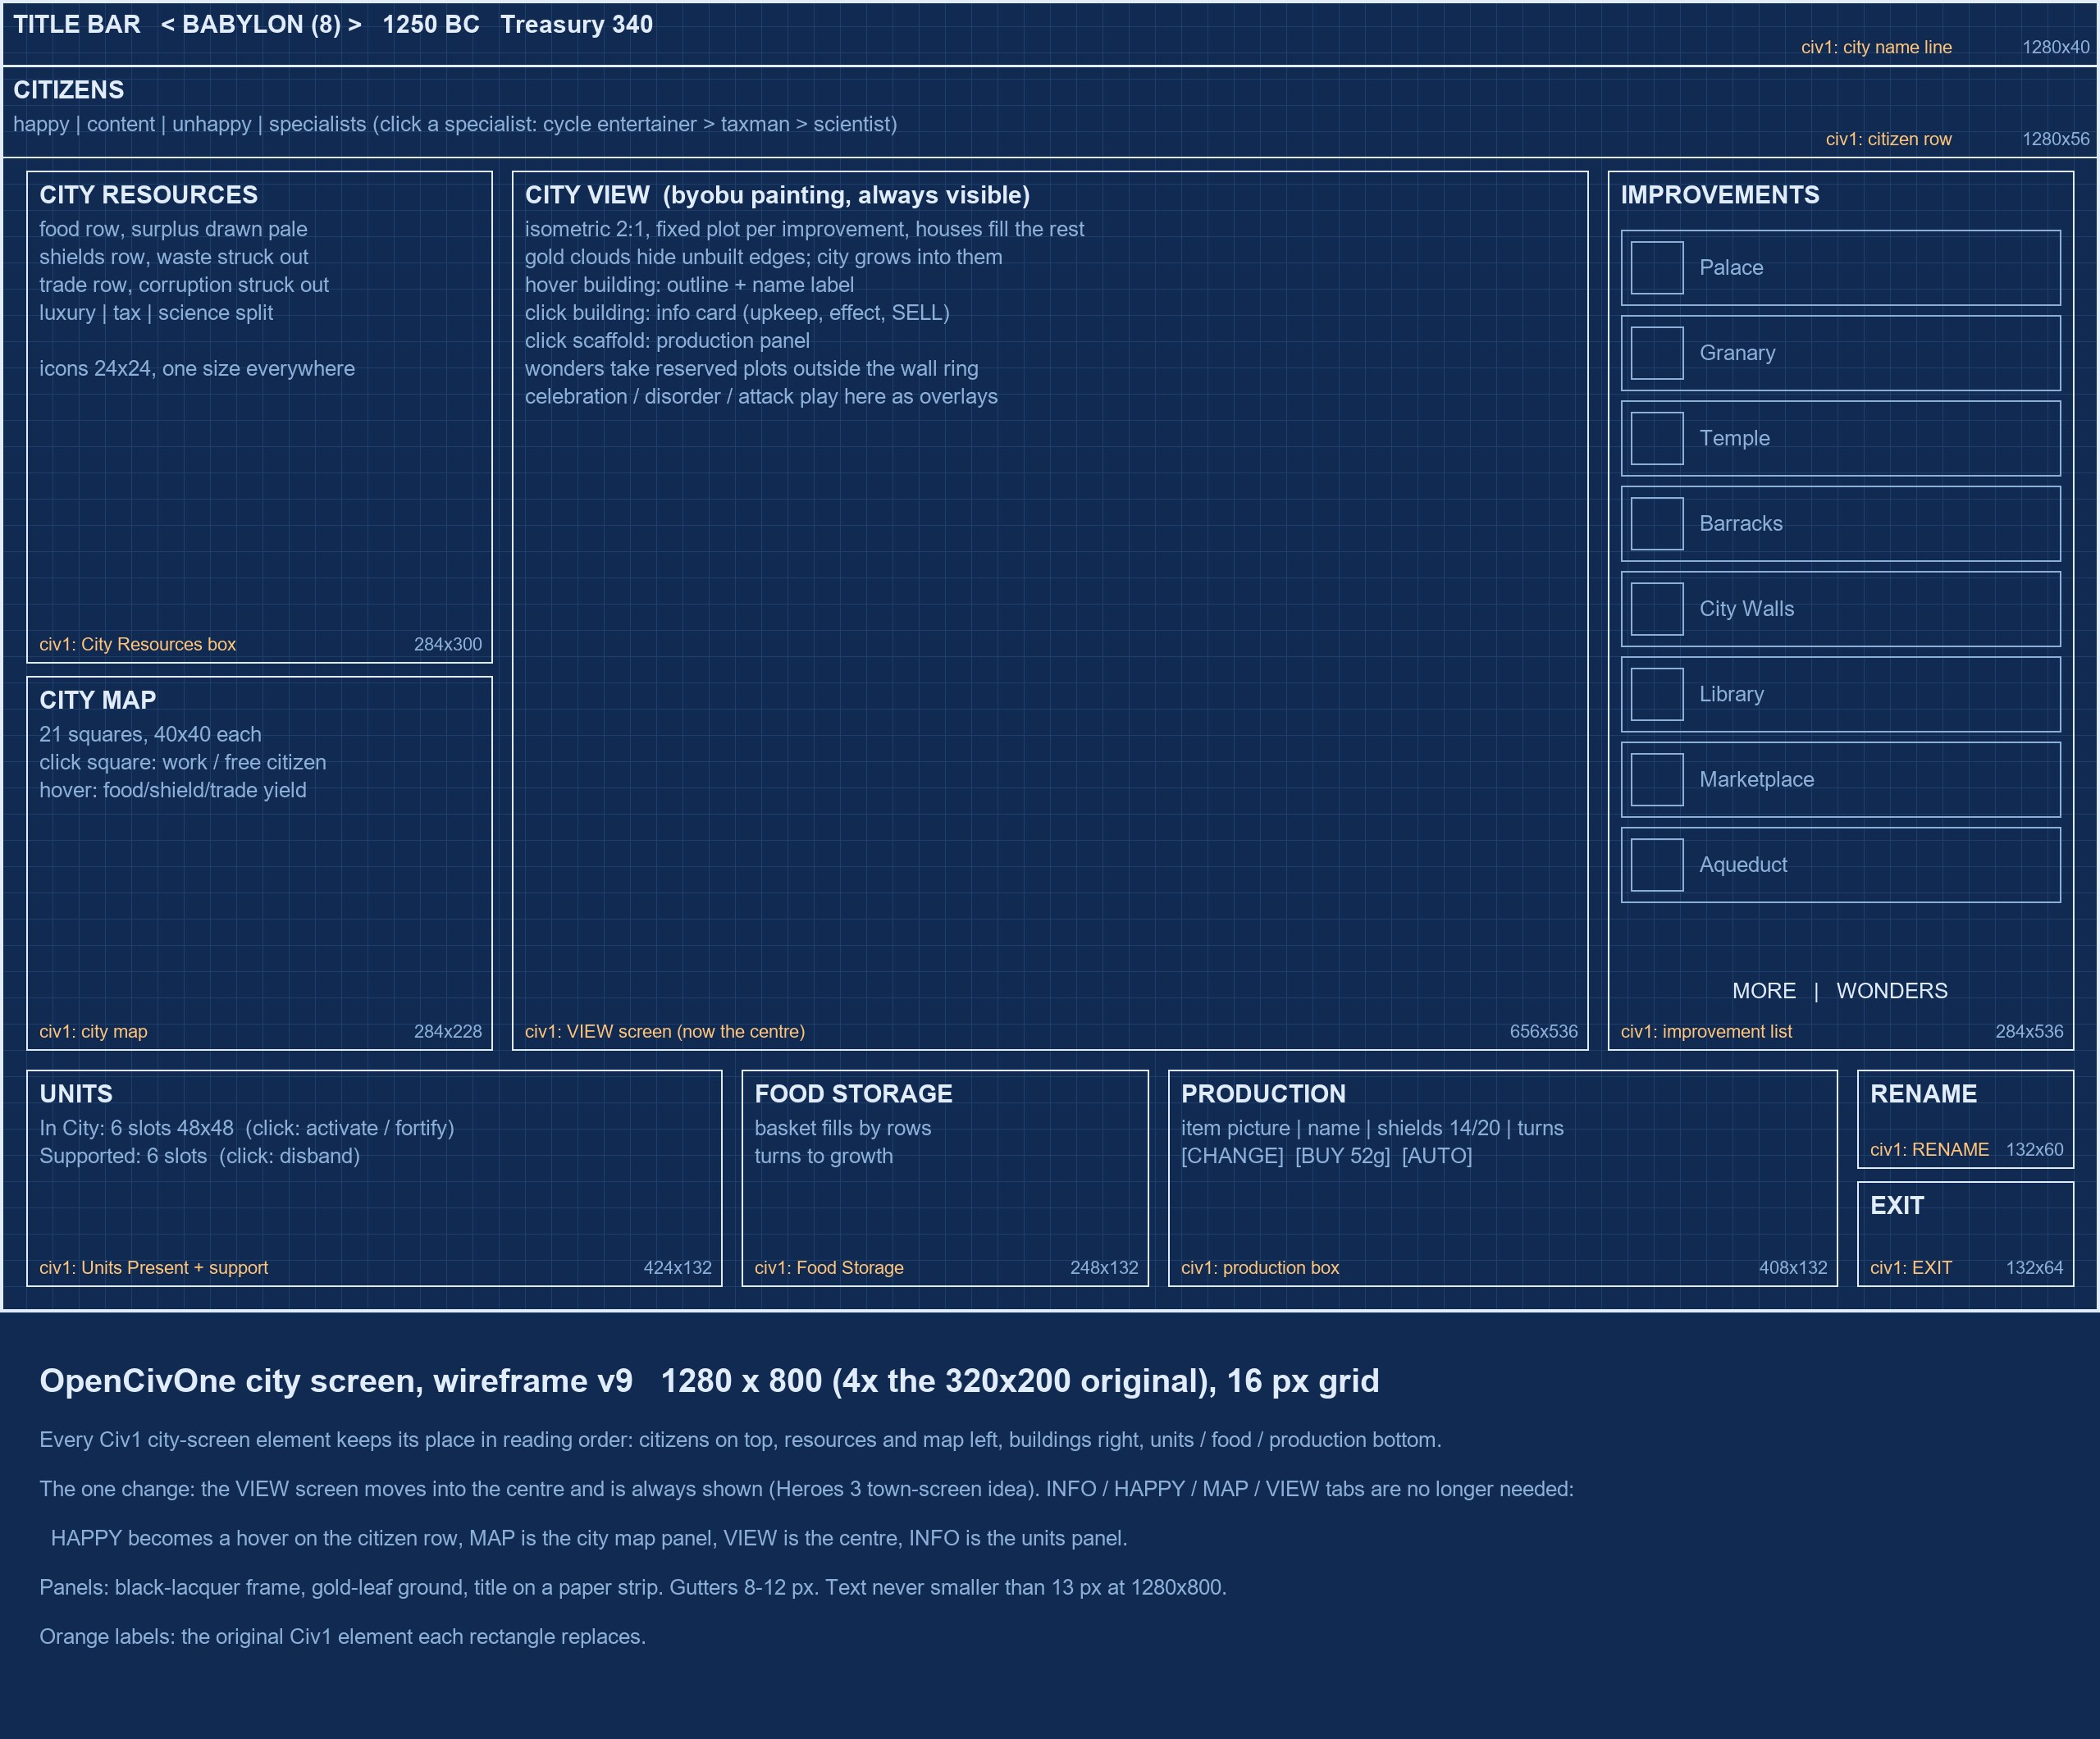 TITLE BAR < BABYLON (8) > 1250 BC Treasury 340
civ1: city name line 1280x40
CITIZENS
happy | content | unhappy | specialists (click a specialist: cycle entertainer > taxman > scientist)
civ1: citizen row 1280x56
CITY RESOURCES
food row, surplus drawn pale
shields row, waste struck out
trade row, corruption struck out
luxury | tax | science split
icons 24x24, one size everywhere
civ1: City Resources box 284x300
CITY MAP
21 squares, 40x40 each
click square: work / free citizen
hover: food/shield/trade yield
civ1: city map 284x228
CITY VIEW (byobu painting, always visible)
isometric 2:1, fixed plot per improvement, houses fill the rest
gold clouds hide unbuilt edges; city grows into them
hover building: outline + name label
click building: info card (upkeep, effect, SELL)
click scaffold: production panel
wonders take reserved plots outside the wall ring
celebration / disorder / attack play here as overlays
civ1: VIEW screen (now the centre) 656x536
IMPROVEMENTS
Palace
Granary
Temple
Barracks
City Walls
Library
Marketplace
Aqueduct
MORE | WONDERS
civ1: improvement list 284x536
UNITS
In City: 6 slots 48x48 (click: activate / fortify)
Supported: 6 slots (click: disband)
civ1: Units Present + support 424x132
FOOD STORAGE
basket fills by rows
turns to growth
civ1: Food Storage 248x132
PRODUCTION
item picture | name | shields 14/20 | turns
[CHANGE] [BUY 52g] [AUTO]
civ1: production box 408x132
RENAME
civ1: RENAME 132x60
EXIT
civ1: EXIT 132x64
OpenCivOne city screen, wireframe v9 1280 x 800 (4x the 320x200 original), 16 px grid
Every Civ1 city-screen element keeps its place in reading order: citizens on top, resources and map left, buildings right, units / food / production bottom.
The one change: the VIEW screen moves into the centre and is always shown (Heroes 3 town-screen idea). INFO / HAPPY / MAP / VIEW tabs are no longer needed:
HAPPY becomes a hover on the citizen row, MAP is the city map panel, VIEW is the centre, INFO is the units panel.
Panels: black-lacquer frame, gold-leaf ground, title on a paper strip. Gutters 8-12 px. Text never smaller than 13 px at 1280x800.
Orange labels: the original Civ1 element each rectangle replaces.